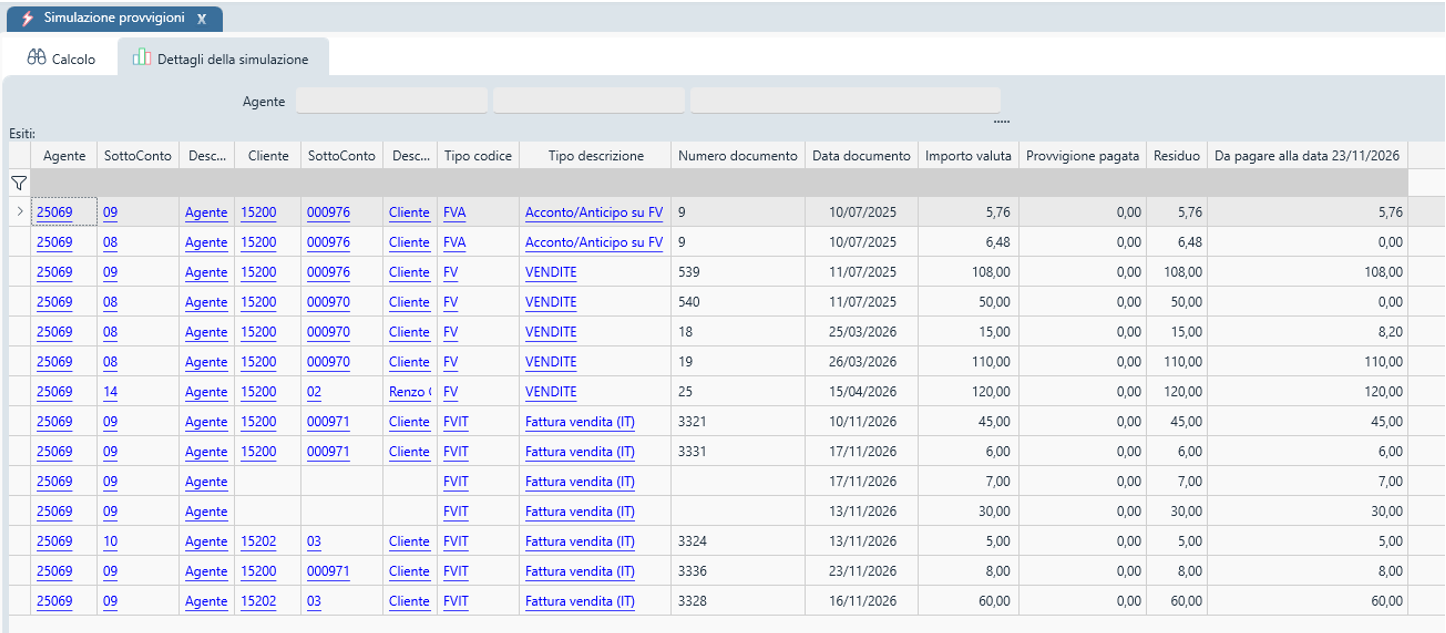 Simulazione provvigioni X
Calcolo Dettagli della simulazione
Agente
.....
Esiti:
Agente SottoConto Desc... Cliente SottoConto Desc... Tipo codice Tipo descrizione Numero documento Data documento Importo valuta Provvigione pagata Residuo Da pagare alla data 23/11/2026
25069 09 Agente 15200 000976 Cliente FVA Acconto/Anticipo su FV 9 10/07/2025 5,76 0,00 5,76 5,76
25069 08 Agente 15200 000976 Cliente FVA Acconto/Anticipo su FV 9 10/07/2025 6,48 0,00 6,48 0,00
25069 09 Agente 15200 000976 Cliente FV VENDITE 539 11/07/2025 108,00 0,00 108,00 108,00
25069 08 Agente 15200 000970 Cliente FV VENDITE 540 11/07/2025 50,00 0,00 50,00 0,00
25069 08 Agente 15200 000970 Cliente FV VENDITE 18 25/03/2026 15,00 0,00 15,00 8,20
25069 08 Agente 15200 000970 Cliente FV VENDITE 19 26/03/2026 110,00 0,00 110,00 110,00
25069 14 Agente 15200 02 Renzo FV VENDITE 25 15/04/2026 120,00 0,00 120,00 120,00
25069 09 Agente 15200 000971 Cliente FVIT Fattura vendita (IT) 3321 10/11/2026 45,00 0,00 45,00 45,00
25069 09 Agente 15200 000971 Cliente FVIT Fattura vendita (IT) 3331 17/11/2026 6,00 0,00 6,00 6,00
25069 09 Agente FVIT Fattura vendita (IT) 17/11/2026 7,00 0,00 7,00 7,00
25069 09 Agente FVIT Fattura vendita (IT) 13/11/2026 30,00 0,00 30,00 30,00
25069 10 Agente 15202 03 Cliente FVIT Fattura vendita (IT) 3324 13/11/2026 5,00 0,00 5,00 5,00
25069 09 Agente 15200 000971 Cliente FVIT Fattura vendita (IT) 3336 23/11/2026 8,00 0,00 8,00 8,00
25069 09 Agente 15202 03 Cliente FVIT Fattura vendita (IT) 3328 16/11/2026 60,00 0,00 60,00 60,00